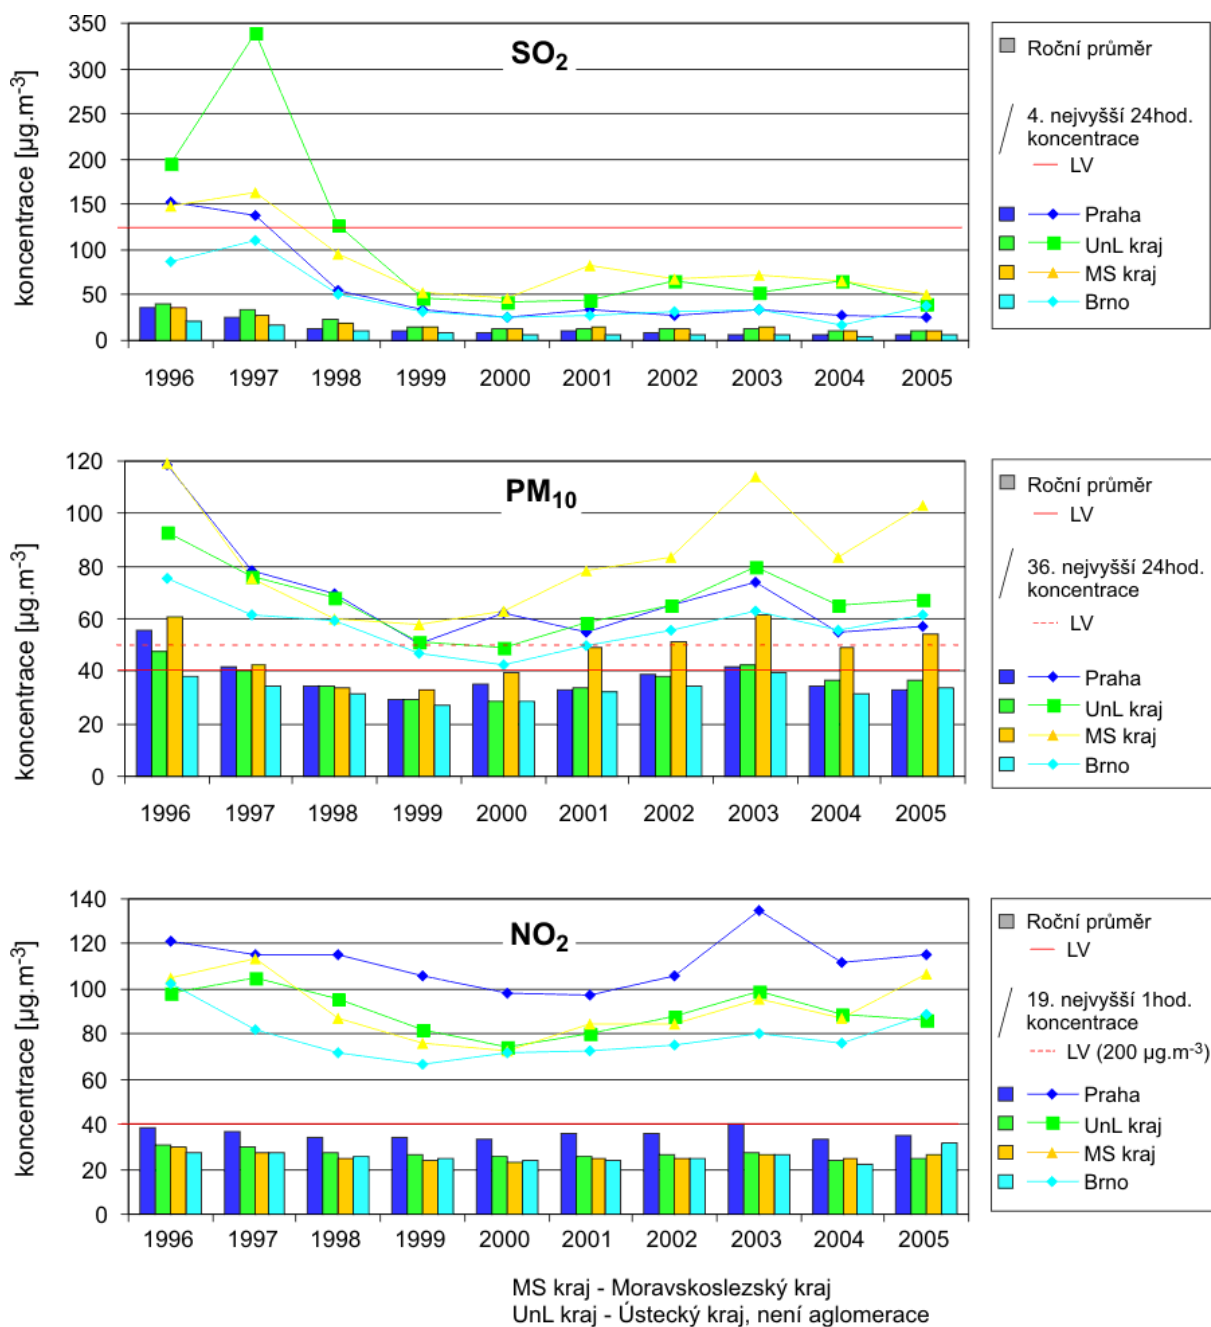 SO2
koncentrace [µg.m-3]
350
300
250
200
150
100
50
0
1996 1997 1998 1999 2000 2001 2002 2003 2004 2005
Roční průměr
4. nejvyšší 24hod.
koncentrace
LV
Praha
UnL kraj
MS kraj
Brno
PM10
koncentrace [µg.m-3]
120
100
80
60
40
20
0
1996 1997 1998 1999 2000 2001 2002 2003 2004 2005
Roční průměr
LV
36. nejvyšší 24hod.
koncentrace
LV
Praha
UnL kraj
MS kraj
Brno
NO2
koncentrace [µg.m-3]
140
120
100
80
60
40
20
0
1996 1997 1998 1999 2000 2001 2002 2003 2004 2005
Roční průměr
LV
19. nejvyšší 1hod.
koncentrace
LV (200 µg.m-3)
Praha
UnL kraj
MS kraj
Brno
MS kraj - Moravskoslezský kraj
UnL kraj - Ústecký kraj, není aglomerace